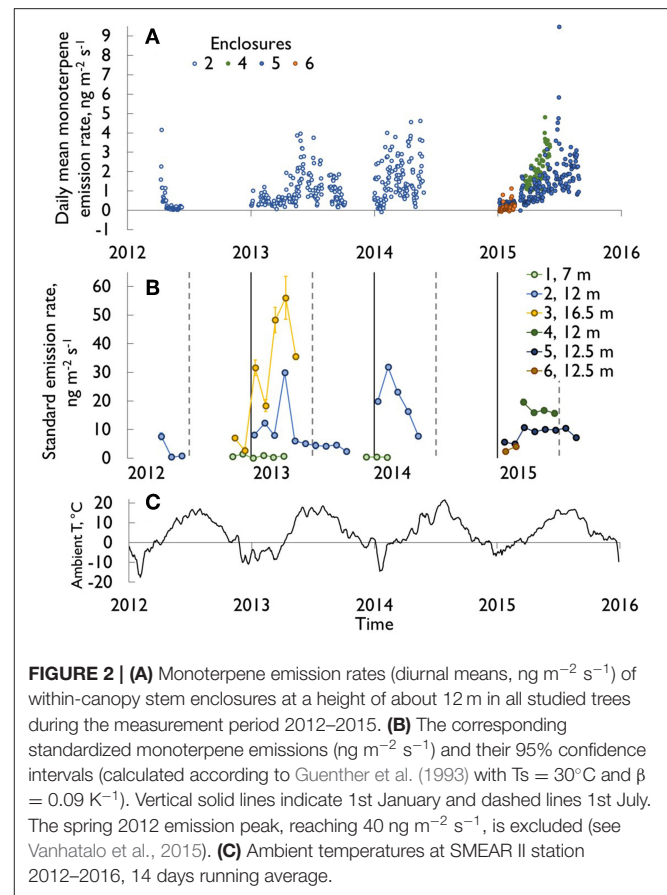 A
Enclosures
2 4 5 6
Daily mean monoterpene
emission rate, ng m⁻² s⁻¹
9
8
7
6
5
4
3
2
1
0
-1
2012 2013 2014 2015 2016
B
1, 7 m
2, 12 m
3, 16.5 m
4, 12 m
5, 12.5 m
6, 12.5 m
Standard emission rate,
ng m⁻² s⁻¹
60
50
40
30
20
10
0
2012 2013 2014 2015
C
Ambient T, °C
20
10
0
-10
-20
2012 2013 2014 2015 2016
Time
FIGURE 2 | (A) Monoterpene emission rates (diurnal means, ng m⁻² s⁻¹) of
within-canopy stem enclosures at a height of about 12 m in all studied trees
during the measurement period 2012–2015. (B) The corresponding
standardized monoterpene emissions (ng m⁻² s⁻¹) and their 95% confidence
intervals (calculated according to Guenther et al. (1993) with Ts = 30°C and β
= 0.09 K⁻¹). Vertical solid lines indicate 1st January and dashed lines 1st July.
The spring 2012 emission peak, reaching 40 ng m⁻² s⁻¹, is excluded (see
Vanhatalo et al., 2015). (C) Ambient temperatures at SMEAR II station
2012–2016, 14 days running average.